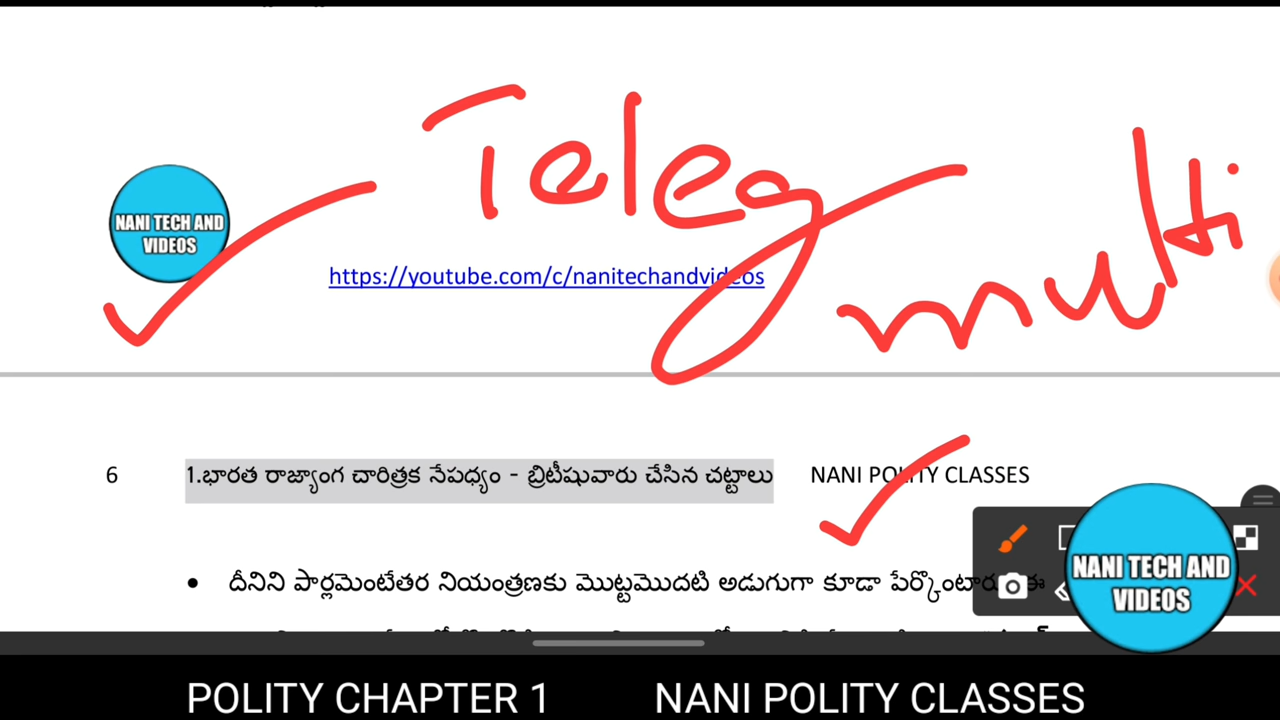 Teleg
multi
NANI TECH AND
VIDEOS
https://youtube.com/c/nanitechandvideos
6 1.భారత రాజ్యాంగ చారిత్రక నేపధ్యం - బ్రిటీషువారు చేసిన చట్టాలు NANI POLITY CLASSES
• దీనిని పార్లమెంటేతర నియంత్రణకు మొట్టమొదటి అడుగుగా కూడా పేర్కొంటారు. ఈ
NANI TECH AND
VIDEOS
POLITY CHAPTER 1 NANI POLITY CLASSES